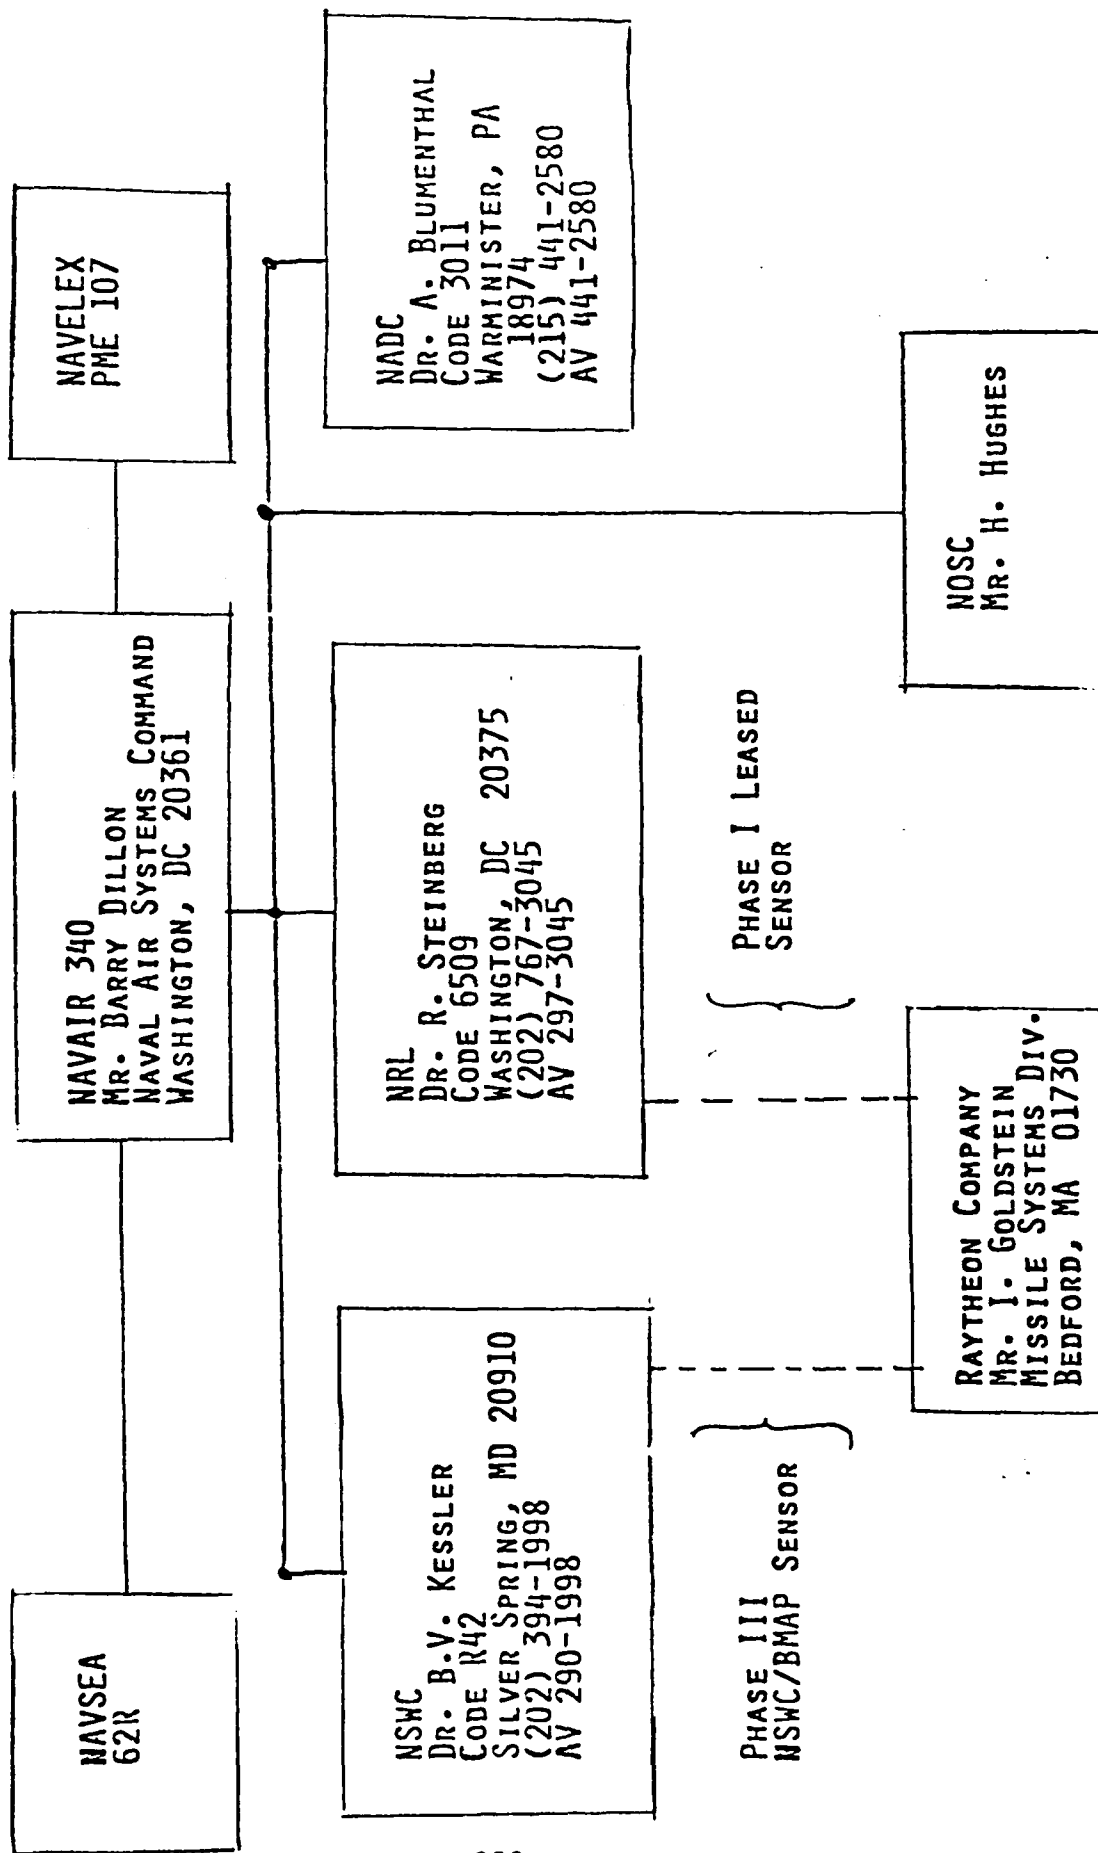 NAVSEA
62R
NAVAIR 340
MR. BARRY DILLON
NAVAL AIR SYSTEMS COMMAND
WASHINGTON, DC 20361
NAVELEX
PME 107
NSWC
DR. B.V. KESSLER
CODE R42
SILVER SPRING, MD 20910
(202) 394-1998
AV 290-1998
NRL
DR. R. STEINBERG
CODE 6509
WASHINGTON, DC 20375
(202) 767-3045
AV 297-3045
NADC
DR. A. BLUMENTHAL
CODE 3011
WARMINISTER, PA
18974
(215) 441-2580
AV 441-2580
PHASE III
NSWC/BMAP SENSOR
PHASE I LEASED
SENSOR
RAYTHEON COMPANY
MR. I. GOLDSTEIN
MISSILE SYSTEMS DIV.
BEDFORD, MA 01730
NOSC
MR. H. HUGHES